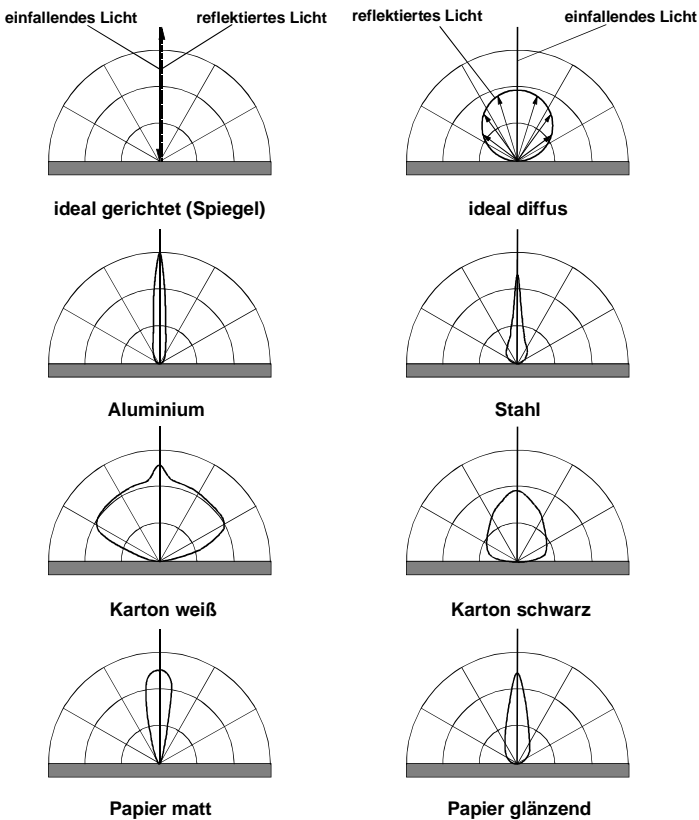 einfallendes Licht
reflektiertes Licht
reflektiertes Licht
einfallendes Licht
ideal gerichtet (Spiegel)
ideal diffus
Aluminium
Stahl
Karton weiß
Karton schwarz
Papier matt
Papier glänzend